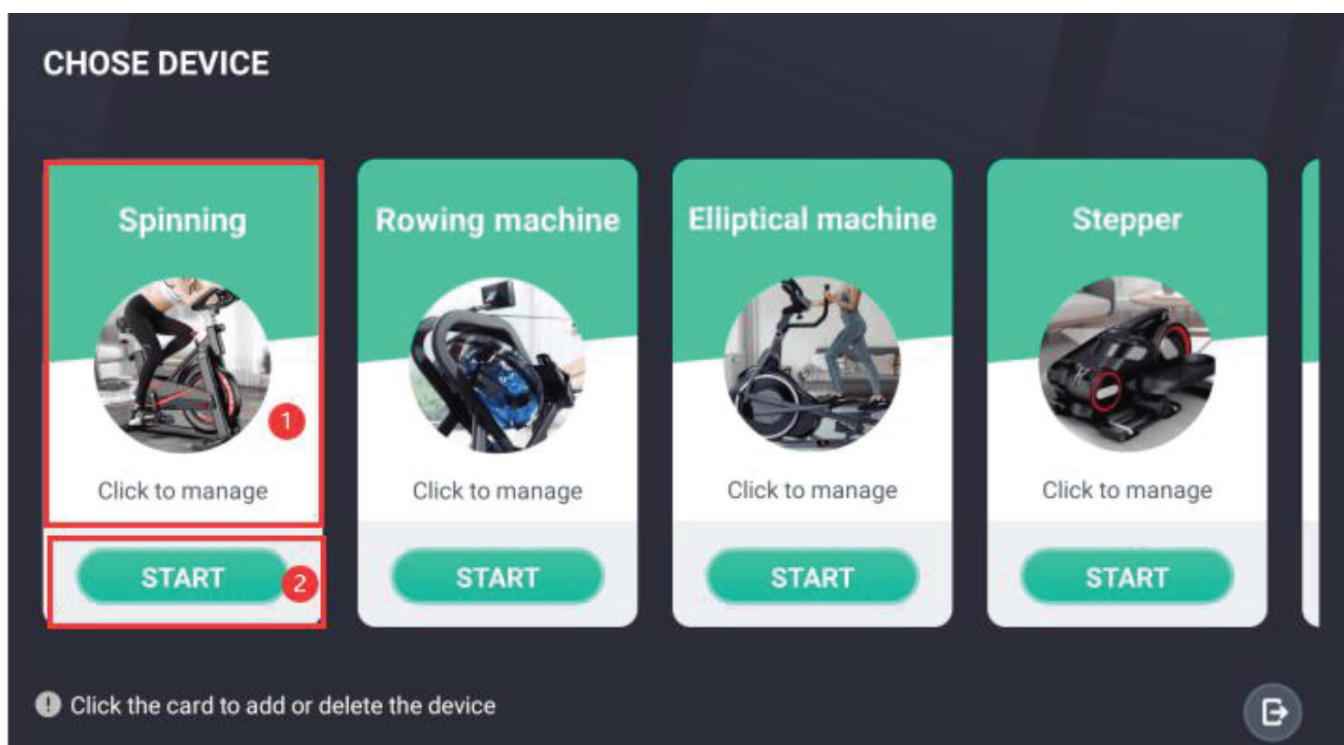 CHOSE DEVICE
Spinning
Rowing machine
Elliptical machine
Stepper
1
Click to manage
Click to manage
Click to manage
Click to manage
START
2
START
START
START
Click the card to add or delete the device